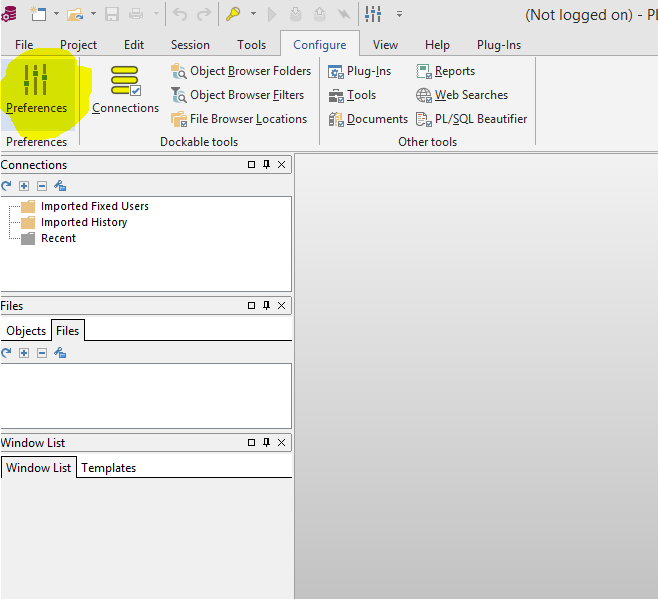 (Not logged on) - Pl
File Project Edit Session Tools Configure View Help Plug-Ins
Preferences
Connections
Object Browser Folders
Object Browser Filters
File Browser Locations
Plug-Ins
Tools
Documents
Reports
Web Searches
PL/SQL Beautifier
Preferences Dockable tools Other tools
Connections
Imported Fixed Users
Imported History
Recent
Files
Objects Files
Window List
Window List Templates